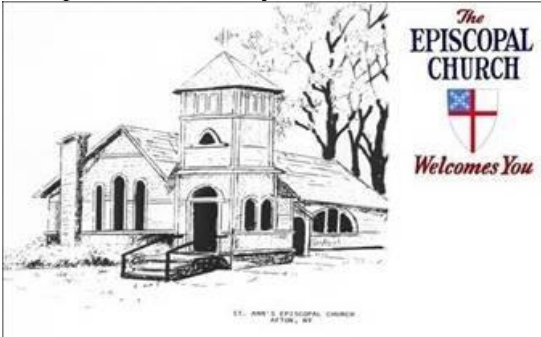 The
EPISCOPAL
CHURCH
Welcomes You
ST. ANN'S EPISCOPAL CHURCH
AFTON, NY